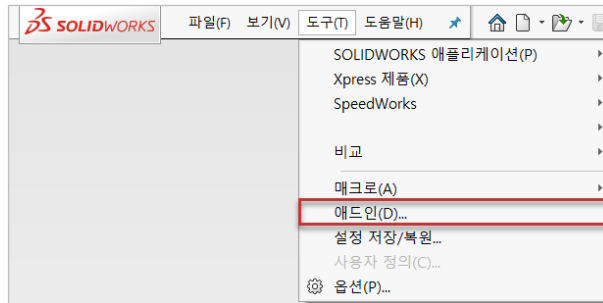 SOLIDWORKS 파일(F) 보기(V) 도구(T) 도움말(H)
SOLIDWORKS 애플리케이션(P)
Xpress 제품(X)
SpeedWorks
비교
매크로(A)
애드인(D)...
설정 저장/복원...
사용자 정의(C)...
옵션(P)...